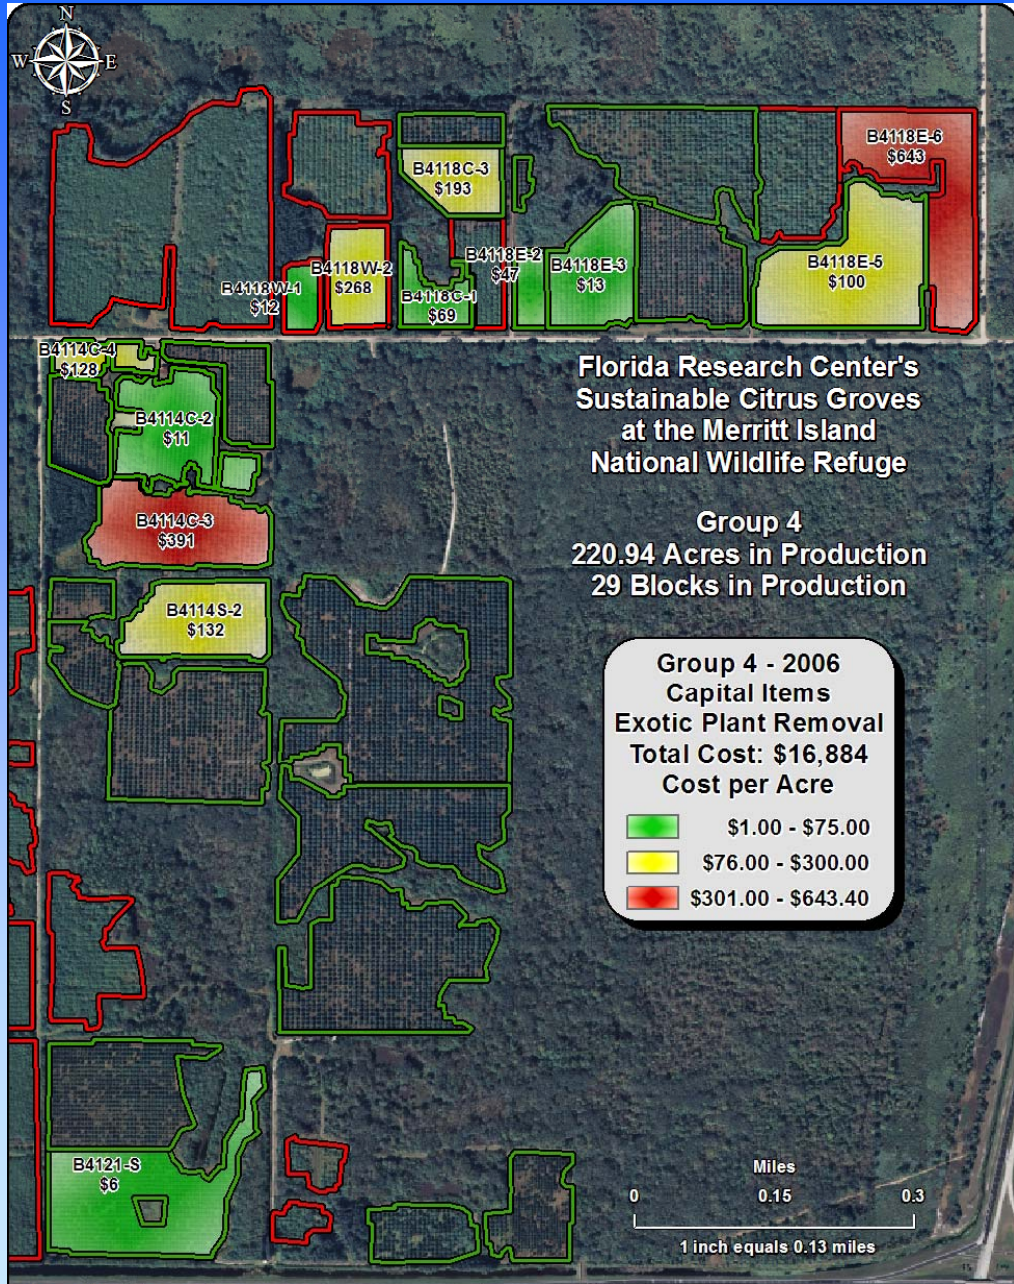 N
W E
S
B4118E-6
$643
B4118C-3
$193
B4118E-2
$47
B4118W-2
$268
B4118E-3
$13
B4118E-5
$100
B4118W-1
$12
B4118C-1
$69
B4114C-4
$128
Florida Research Center's
Sustainable Citrus Groves
at the Merritt Island
National Wildlife Refuge
B4114C-2
$11
B4114C-3
$391
Group 4
220.94 Acres in Production
29 Blocks in Production
B4114S-2
$132
Group 4 - 2006
Capital Items
Exotic Plant Removal
Total Cost: $16,884
Cost per Acre
$1.00 - $75.00
$76.00 - $300.00
$301.00 - $643.40
B4121-S
$6
Miles
0 0.15 0.3
1 inch equals 0.13 miles